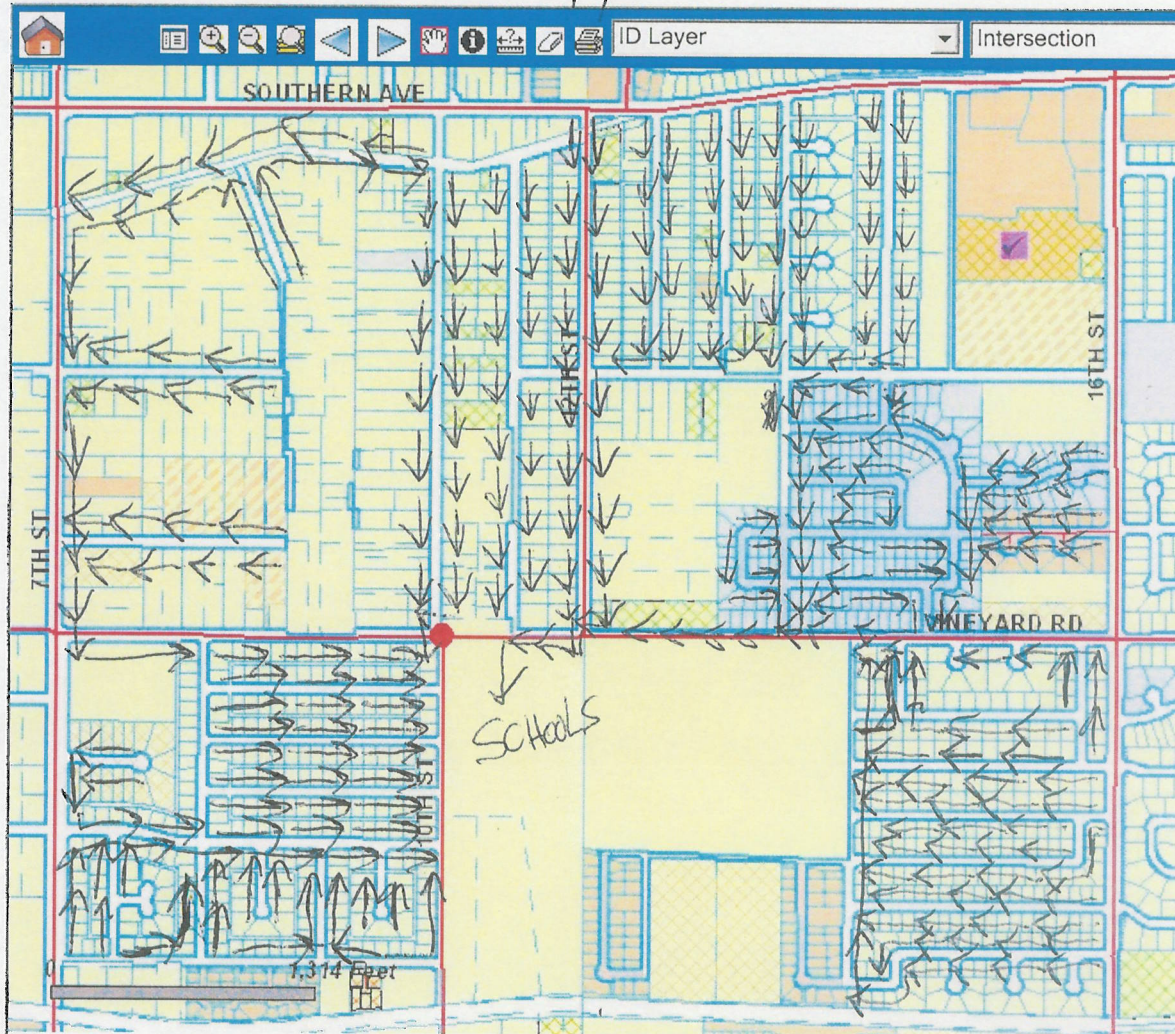 ID Layer
Intersection
SOUTHERN AVE
12TH ST
16TH ST
7TH ST
VINEYARD RD
SCHOOLS
10TH ST
0
1,314 Feet